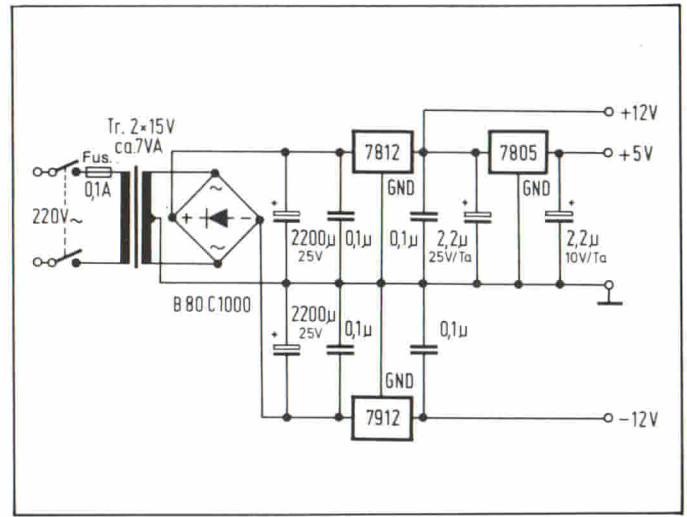 Tr. 2×15V
ca.7VA
Fus.
0,1A
220V~
~
+
−
~
B 80 C1000
7812
GND
7805
GND
+12V
+5V
+
2200µ
25V
0,1µ
0,1µ
+
2,2µ
25V/Ta
+
2,2µ
10V/Ta
+
2200µ
25V
0,1µ
0,1µ
GND
7912
−12V